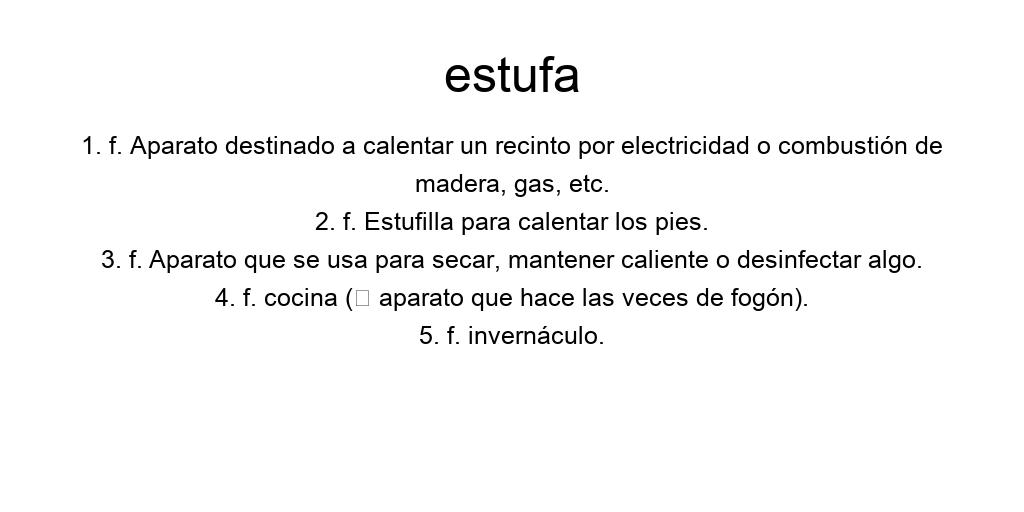 estufa
1. f. Aparato destinado a calentar un recinto por electricidad o combustión de
madera, gas, etc.
2. f. Estufilla para calentar los pies.
3. f. Aparato que se usa para secar, mantener caliente o desinfectar algo.
4. f. cocina (□ aparato que hace las veces de fogón).
5. f. invernáculo.